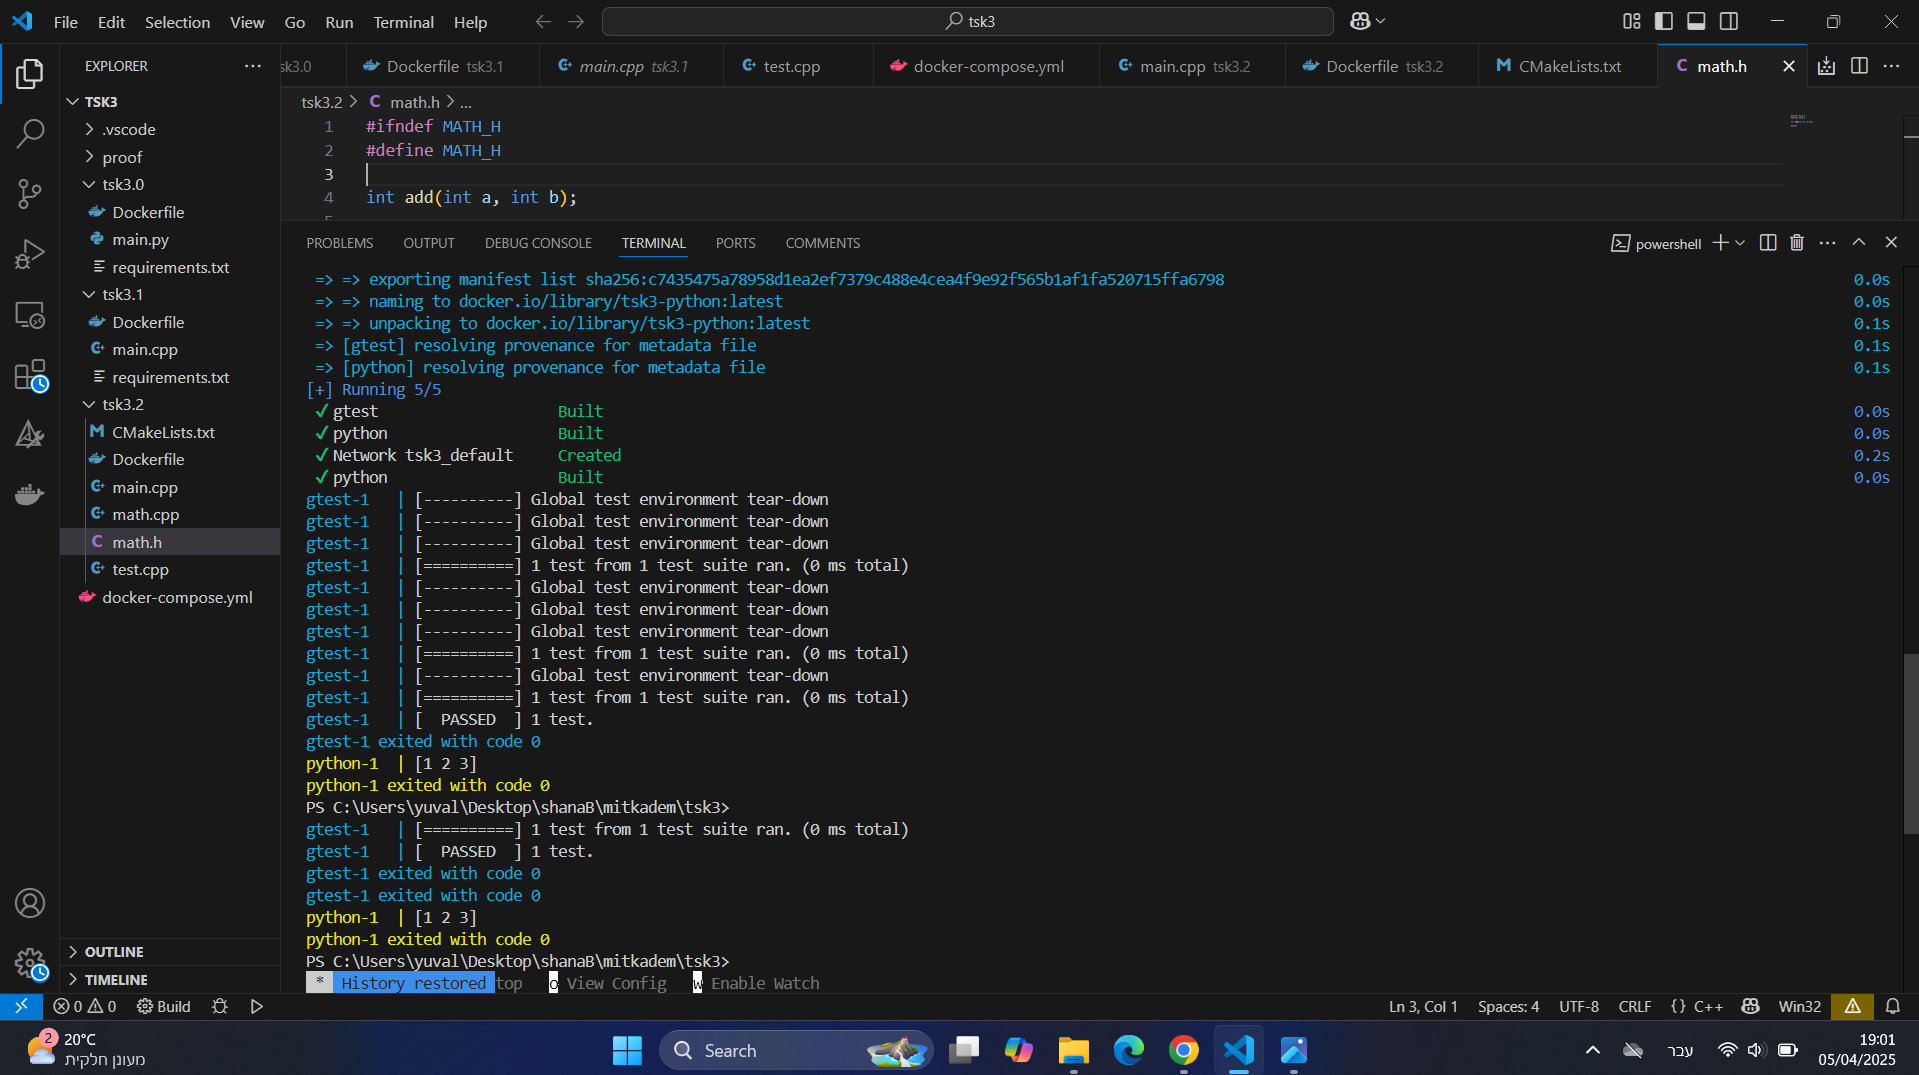 File Edit Selection View Go Run Terminal Help
tsk3
EXPLORER
TSK3
.vscode
proof
tsk3.0
Dockerfile
main.py
requirements.txt
tsk3.1
Dockerfile
main.cpp
requirements.txt
tsk3.2
CMakeLists.txt
Dockerfile
main.cpp
math.cpp
math.h
test.cpp
docker-compose.yml
OUTLINE
TIMELINE
sk3.0 Dockerfile tsk3.1 main.cpp tsk3.1 test.cpp docker-compose.yml main.cpp tsk3.2 Dockerfile tsk3.2 CMakeLists.txt math.h
tsk3.2 > C math.h > ...
1 #ifndef MATH_H
2 #define MATH_H
3
4 int add(int a, int b);
PROBLEMS OUTPUT DEBUG CONSOLE TERMINAL PORTS COMMENTS powershell
=> => exporting manifest list sha256:c7435475a78958d1ea2ef7379c488e4cea4f9e92f565b1af1fa520715ffa6798 0.0s
=> => naming to docker.io/library/tsk3-python:latest 0.0s
=> => unpacking to docker.io/library/tsk3-python:latest 0.1s
=> [gtest] resolving provenance for metadata file 0.1s
=> [python] resolving provenance for metadata file 0.1s
[+] Running 5/5
✓ gtest Built 0.0s
✓ python Built 0.0s
✓ Network tsk3_default Created 0.2s
✓ python Built 0.0s
gtest-1 | [----------] Global test environment tear-down
gtest-1 | [----------] Global test environment tear-down
gtest-1 | [----------] Global test environment tear-down
gtest-1 | [==========] 1 test from 1 test suite ran. (0 ms total)
gtest-1 | [----------] Global test environment tear-down
gtest-1 | [----------] Global test environment tear-down
gtest-1 | [----------] Global test environment tear-down
gtest-1 | [==========] 1 test from 1 test suite ran. (0 ms total)
gtest-1 | [----------] Global test environment tear-down
gtest-1 | [==========] 1 test from 1 test suite ran. (0 ms total)
gtest-1 | [  PASSED  ] 1 test.
gtest-1 exited with code 0
python-1 | [1 2 3]
python-1 exited with code 0
PS C:\Users\yuval\Desktop\shanaB\mitkadem\tsk3>
gtest-1 | [==========] 1 test from 1 test suite ran. (0 ms total)
gtest-1 | [  PASSED  ] 1 test.
gtest-1 exited with code 0
gtest-1 exited with code 0
python-1 | [1 2 3]
python-1 exited with code 0
PS C:\Users\yuval\Desktop\shanaB\mitkadem\tsk3>
* History restored top o View Config w Enable Watch
0 0 Build Ln 3, Col 1 Spaces: 4 UTF-8 CRLF {} C++ Win32
2 20°C
מעונן חלקית
Search
עבר
19:01
05/04/2025